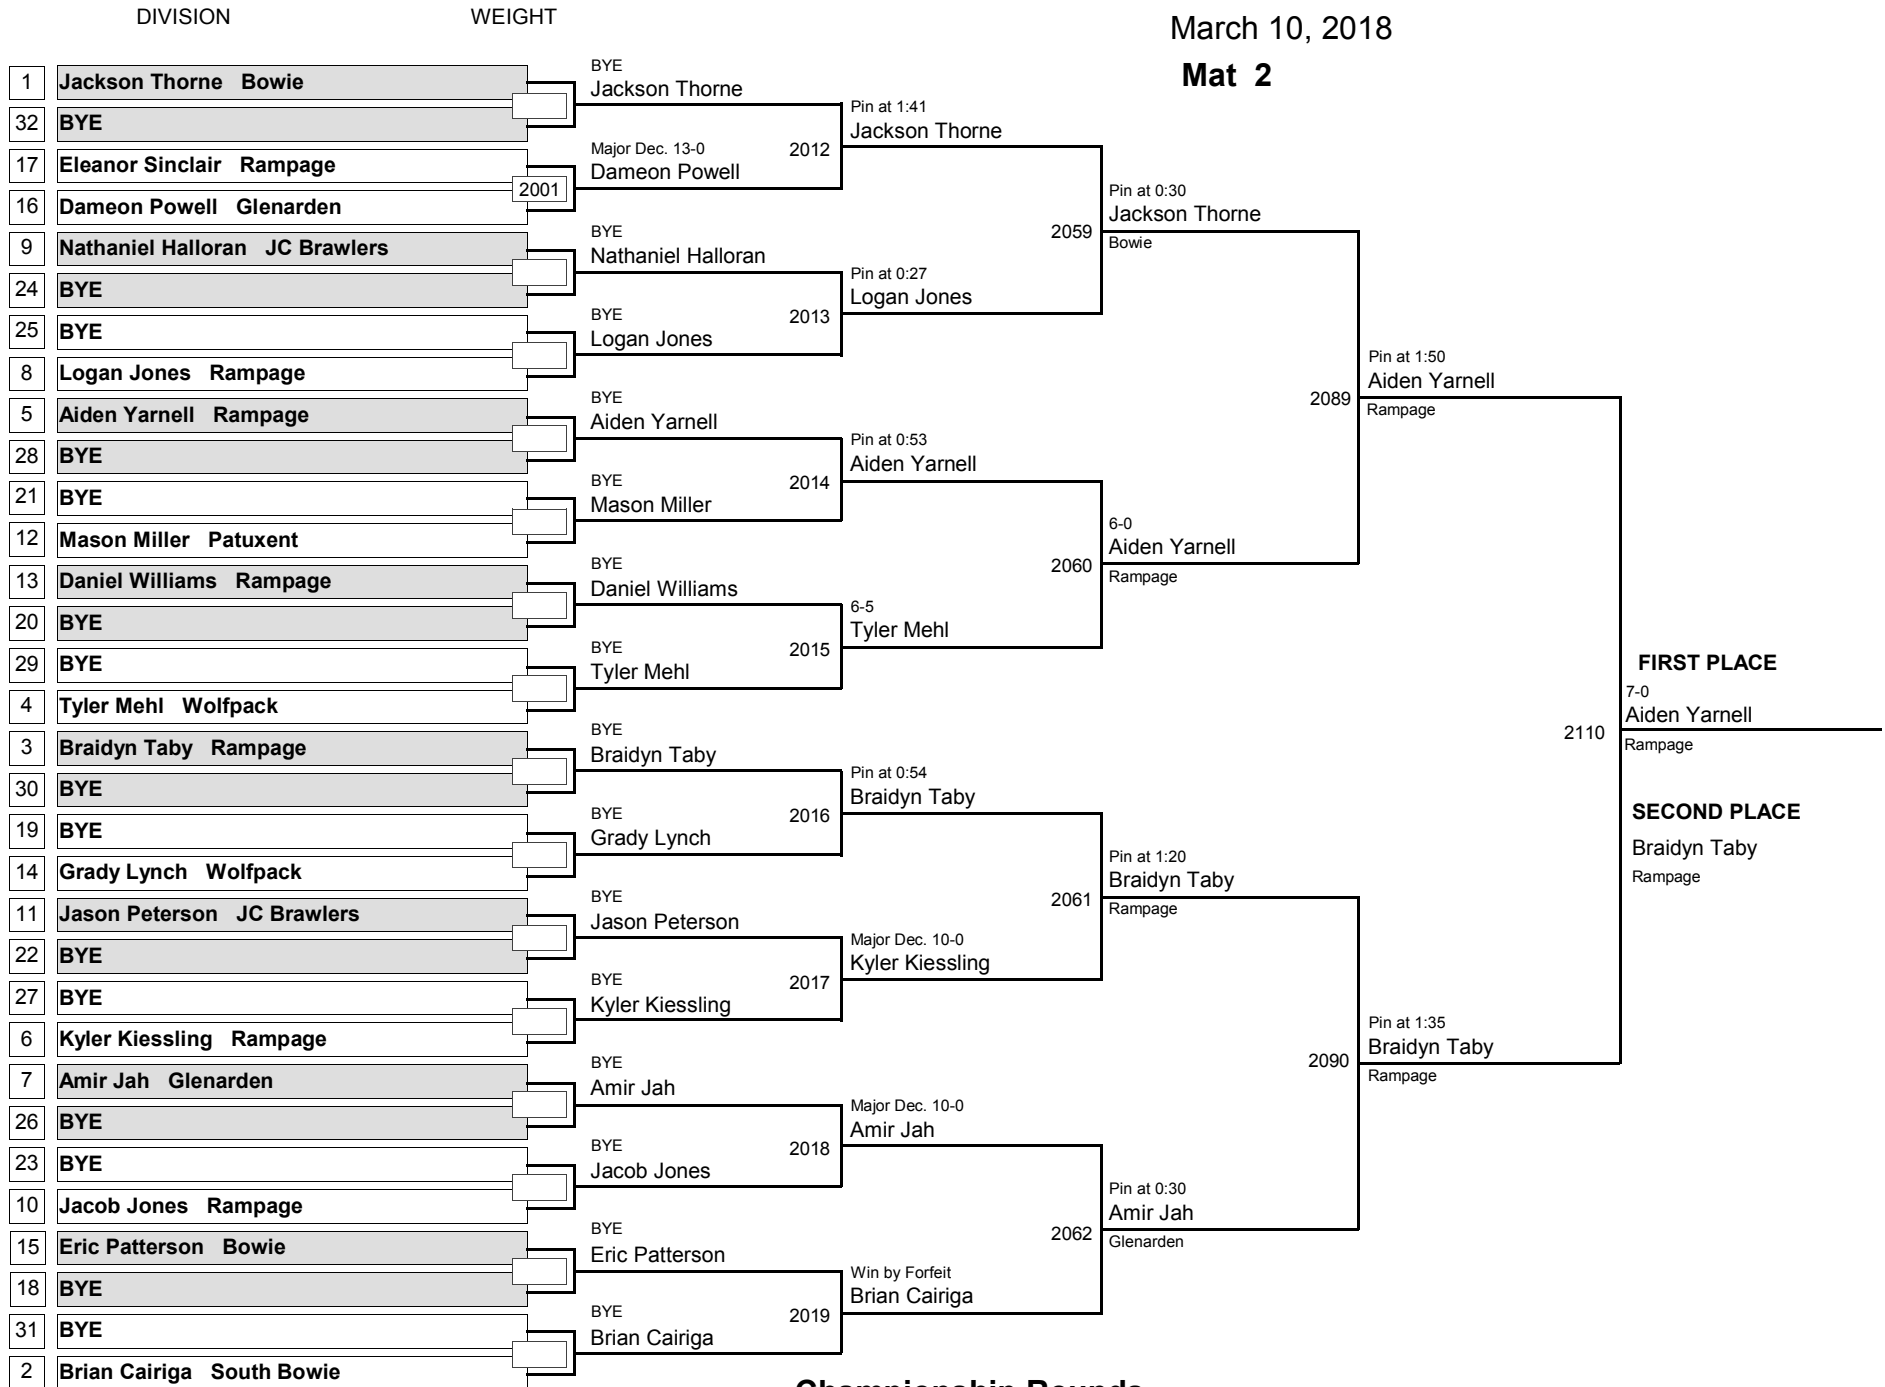 DIVISION WEIGHT
March 10, 2018
Mat 2
1 Jackson Thorne Bowie
32 BYE
17 Eleanor Sinclair Rampage
16 Dameon Powell Glenarden
9 Nathaniel Halloran JC Brawlers
24 BYE
25 BYE
8 Logan Jones Rampage
5 Aiden Yarnell Rampage
28 BYE
21 BYE
12 Mason Miller Patuxent
13 Daniel Williams Rampage
20 BYE
29 BYE
4 Tyler Mehl Wolfpack
3 Braidyn Taby Rampage
30 BYE
19 BYE
14 Grady Lynch Wolfpack
11 Jason Peterson JC Brawlers
22 BYE
27 BYE
6 Kyler Kiessling Rampage
7 Amir Jah Glenarden
26 BYE
23 BYE
10 Jacob Jones Rampage
15 Eric Patterson Bowie
18 BYE
31 BYE
2 Brian Cairiga South Bowie
2001
BYE
Jackson Thorne
Major Dec. 13-0
Dameon Powell
BYE
Nathaniel Halloran
BYE
Logan Jones
BYE
Aiden Yarnell
BYE
Mason Miller
BYE
Daniel Williams
BYE
Tyler Mehl
BYE
Braidyn Taby
BYE
Grady Lynch
BYE
Jason Peterson
BYE
Kyler Kiessling
BYE
Amir Jah
BYE
Jacob Jones
BYE
Eric Patterson
BYE
Brian Cairiga
2012
2013
2014
2015
2016
2017
2018
2019
Pin at 1:41
Jackson Thorne
Pin at 0:27
Logan Jones
Pin at 0:53
Aiden Yarnell
6-5
Tyler Mehl
Pin at 0:54
Braidyn Taby
Major Dec. 10-0
Kyler Kiessling
Major Dec. 10-0
Amir Jah
Win by Forfeit
Brian Cairiga
2059
2060
2061
2062
Pin at 0:30
Jackson Thorne
Bowie
6-0
Aiden Yarnell
Rampage
Pin at 1:20
Braidyn Taby
Rampage
Pin at 0:30
Amir Jah
Glenarden
2089
2090
Pin at 1:50
Aiden Yarnell
Rampage
Pin at 1:35
Braidyn Taby
Rampage
2110
FIRST PLACE
7-0
Aiden Yarnell
Rampage
SECOND PLACE
Braidyn Taby
Rampage
Championship Rounds